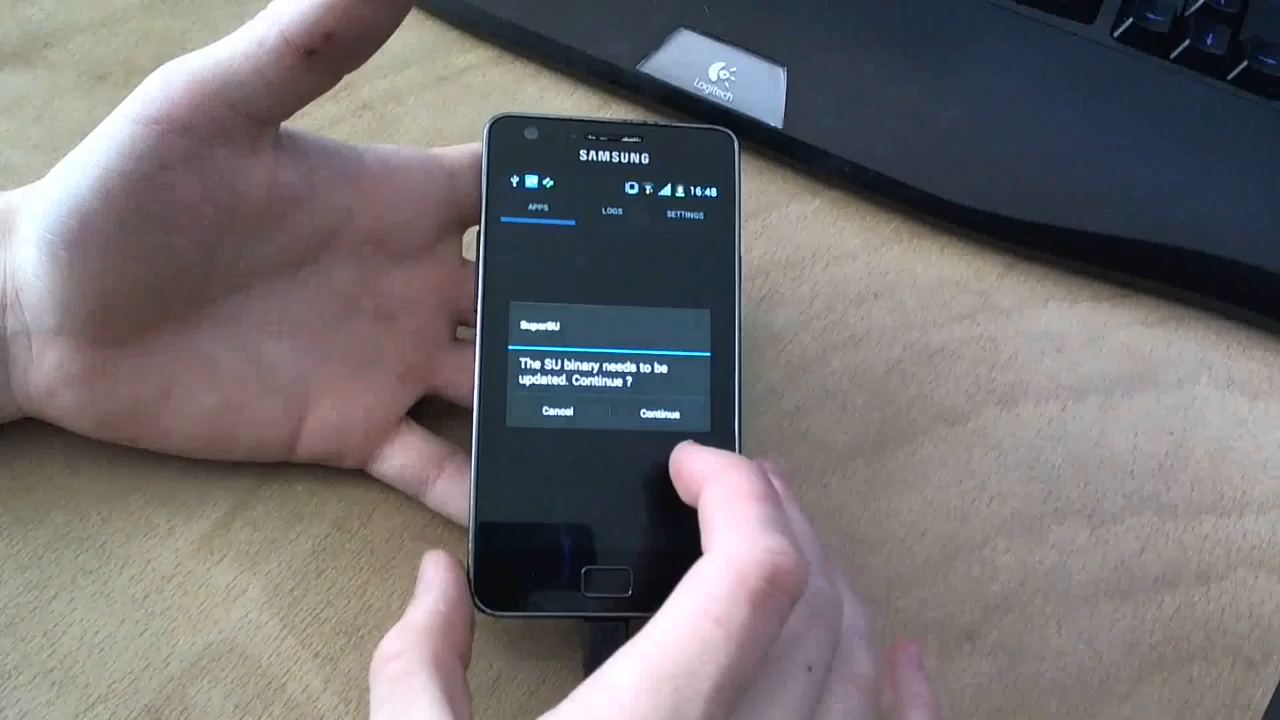 Logitech
SAMSUNG
16:48
APPS
LOGS
SETTINGS
SuperSU
The SU binary needs to be
updated. Continue ?
Cancel
Continue